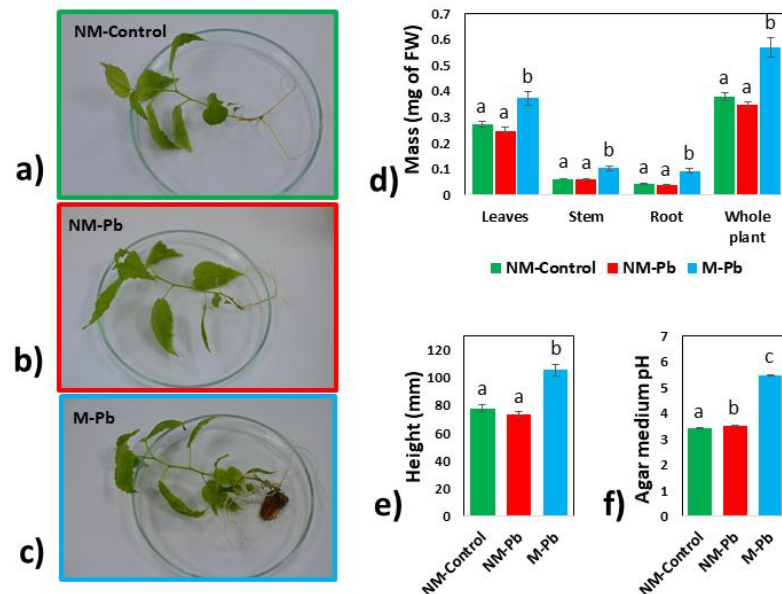 NM-Control
a)
NM-Pb
b)
M-Pb
c)
d)
Mass (mg of FW)
0.7
0.6
0.5
0.4
0.3
0.2
0.1
0
a a b
a a b
a a b
a a b
Leaves Stem Root Whole plant
NM-Control NM-Pb M-Pb
e)
Height (mm)
120
100
80
60
40
20
0
a a b
NM-Control NM-Pb M-Pb
f)
Agar medium pH
7
6
5
4
3
2
1
0
a b c
NM-Control NM-Pb M-Pb